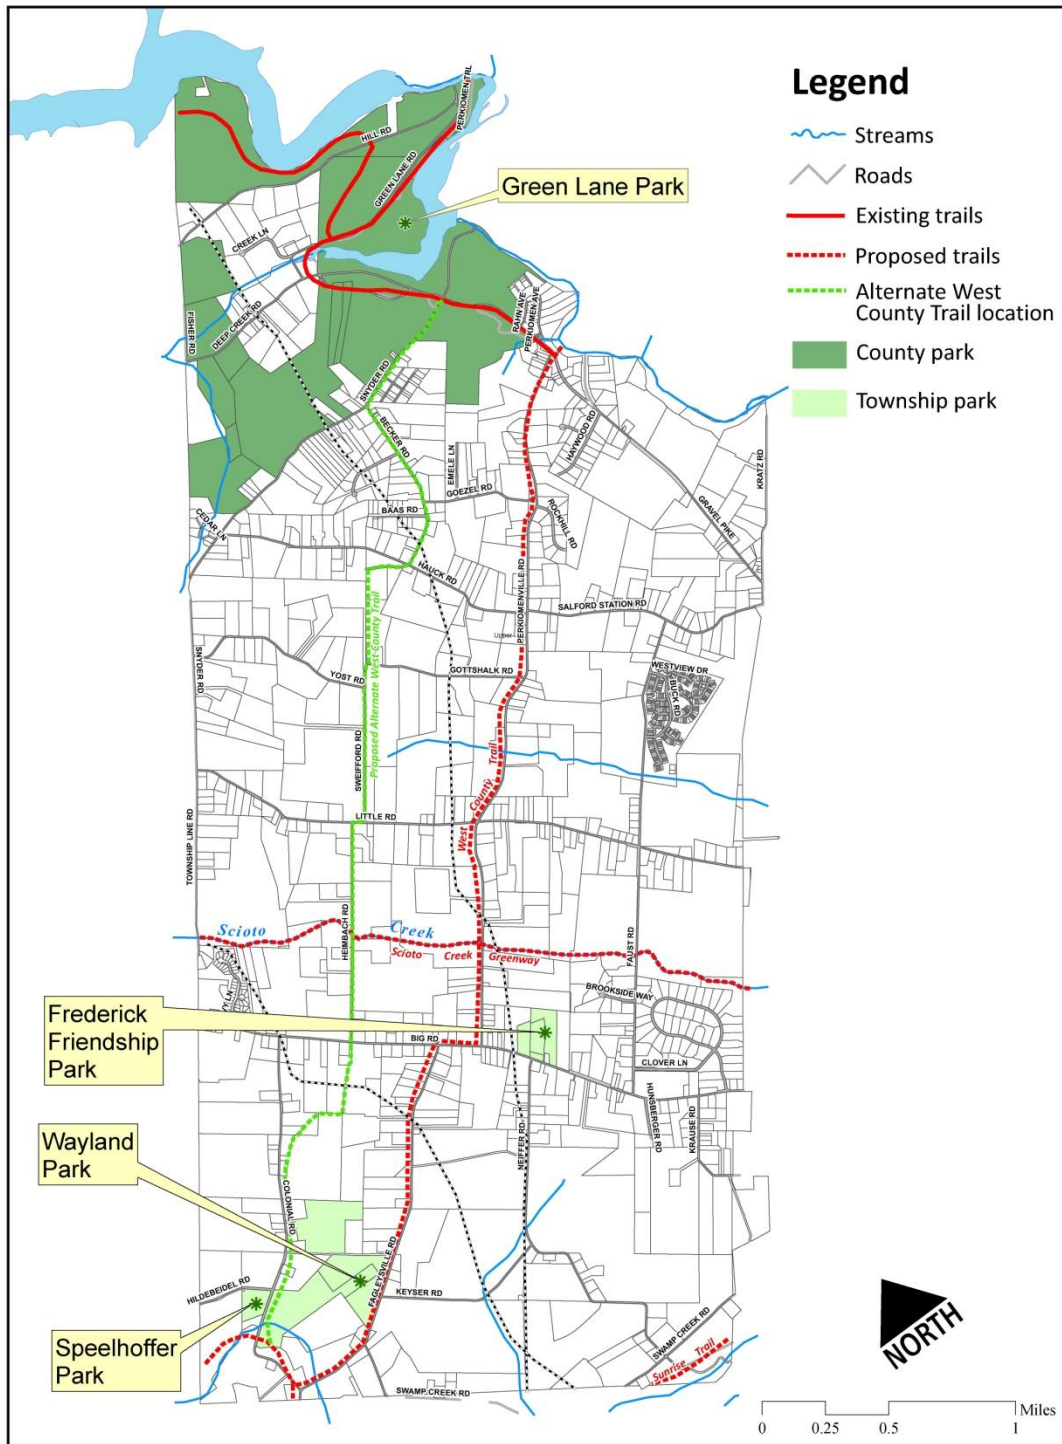 Legend
Streams
Roads
Existing trails
Proposed trails
Alternate West
County Trail location
County park
Township park
PERKIOMEN TRL
HILL RD
GREEN LANE RD
Green Lane Park
CREEK LN
DEEP CREEK RD
FISHER RD
RAHN AVE
PERKIOMEN AVE
SNYDER RD
BECKER RD
EMELE LN
HAYWOOD RD
KRATZ RD
GOEZEL RD
BAAS RD
ROCKHILL RD
GRAVEL PIKE
CEDAR LN
HAUCK RD
PERKIOMENVILLE RD
SALFORD STATION RD
Upper
SNYDER RD
YOST RD
GOTTSHALK RD
WESTVIEW DR
BUCK RD
SWEIFFORD RD
Proposed Alternate West County Trail
West County Trail
LITTLE RD
TOWNSHIP LINE RD
HEIMBACH RD
Scioto Creek
Scioto Creek Greenway
FAUST RD
BROOKSIDE WAY
Frederick
Friendship
Park
BIG RD
CLOVER LN
HUNSBERGER RD
KRAUSE RD
NEIFFER RD
Wayland
Park
COLONIAL RD
FAGLEYSVILLE RD
HILDEBEIDEL RD
KEYSER RD
Speelhoffer
Park
SWAMP CREEK RD
Sunrise Trail
SWAMP CREEK RD
NORTH
Miles
0 0.25 0.5 1